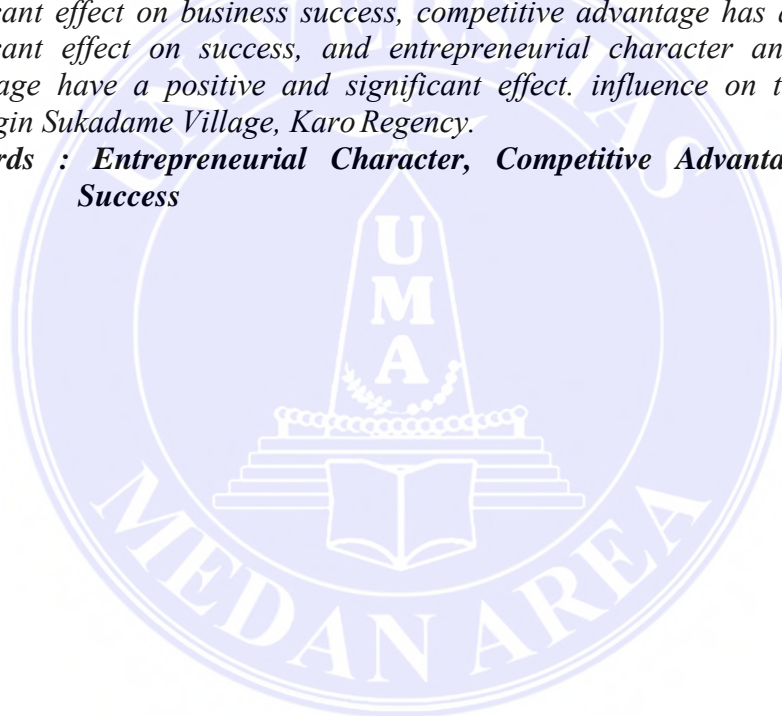 cant effect on business success, competitive advantage has a
cant effect on success, and entrepreneurial character an
age have a positive and significant effect. influence on t
gin Sukadame Village, Karo Regency.
rds : Entrepreneurial Character, Competitive Advanta
Success
UNIVERSITAS
U
M
A
MEDAN AREA